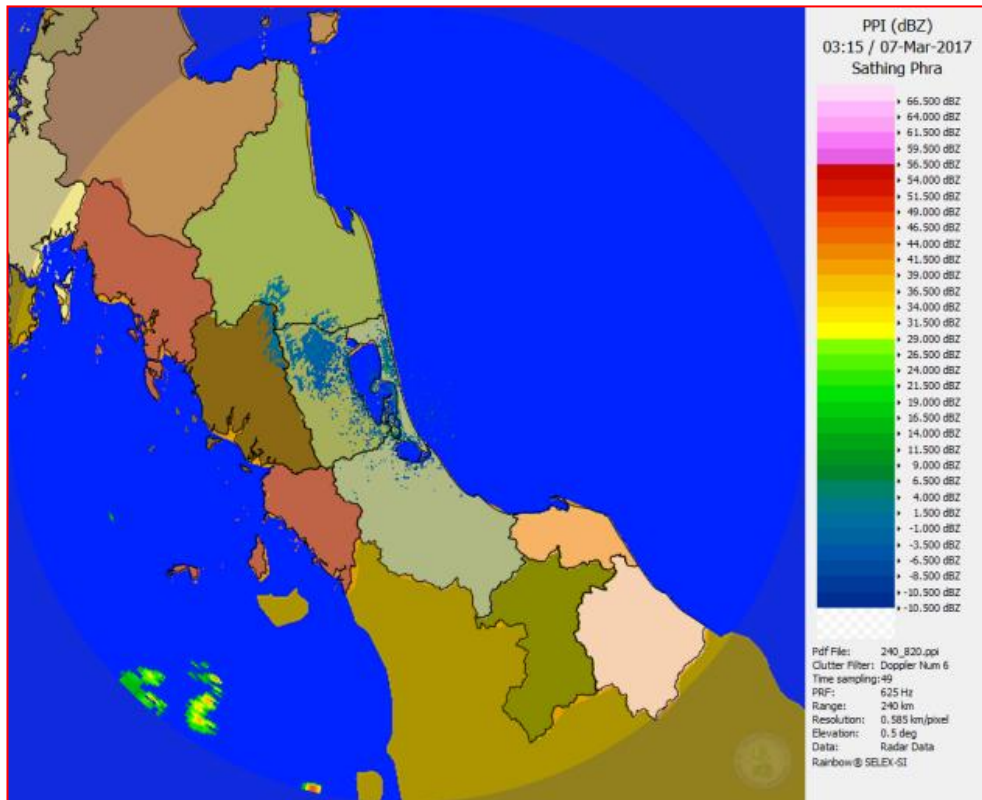 PPI (dBZ)
03:15 / 07-Mar-2017
Sathing Phra
66.500 dBZ
64.000 dBZ
61.500 dBZ
59.500 dBZ
56.500 dBZ
54.000 dBZ
51.500 dBZ
49.000 dBZ
46.500 dBZ
44.000 dBZ
41.500 dBZ
39.000 dBZ
36.500 dBZ
34.000 dBZ
31.500 dBZ
29.000 dBZ
26.500 dBZ
24.000 dBZ
21.500 dBZ
19.000 dBZ
16.500 dBZ
14.000 dBZ
11.500 dBZ
9.000 dBZ
6.500 dBZ
4.000 dBZ
1.500 dBZ
-1.000 dBZ
-3.500 dBZ
-6.500 dBZ
-8.500 dBZ
-10.500 dBZ
-10.500 dBZ
Pdf File: 240_820.ppi
Clutter Filter: Doppler Num 6
Time sampling:49
PRF: 625 Hz
Range: 240 km
Resolution: 0.585 km/pixel
Elevation: 0.5 deg
Data: Radar Data
Rainbow® SELEX-SI